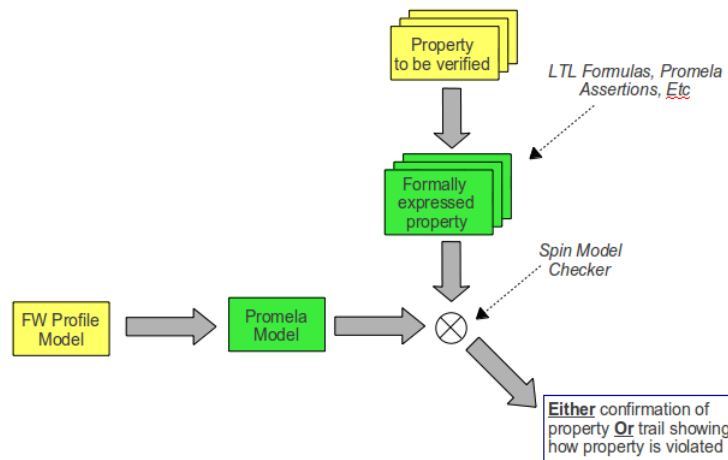 Property
to be verified
LTL Formulas, Promela
Assertions, Etc
Formally
expressed
property
Spin Model
Checker
FW Profile
Model
Promela
Model
Either confirmation of
property Or trail showing
how property is violated